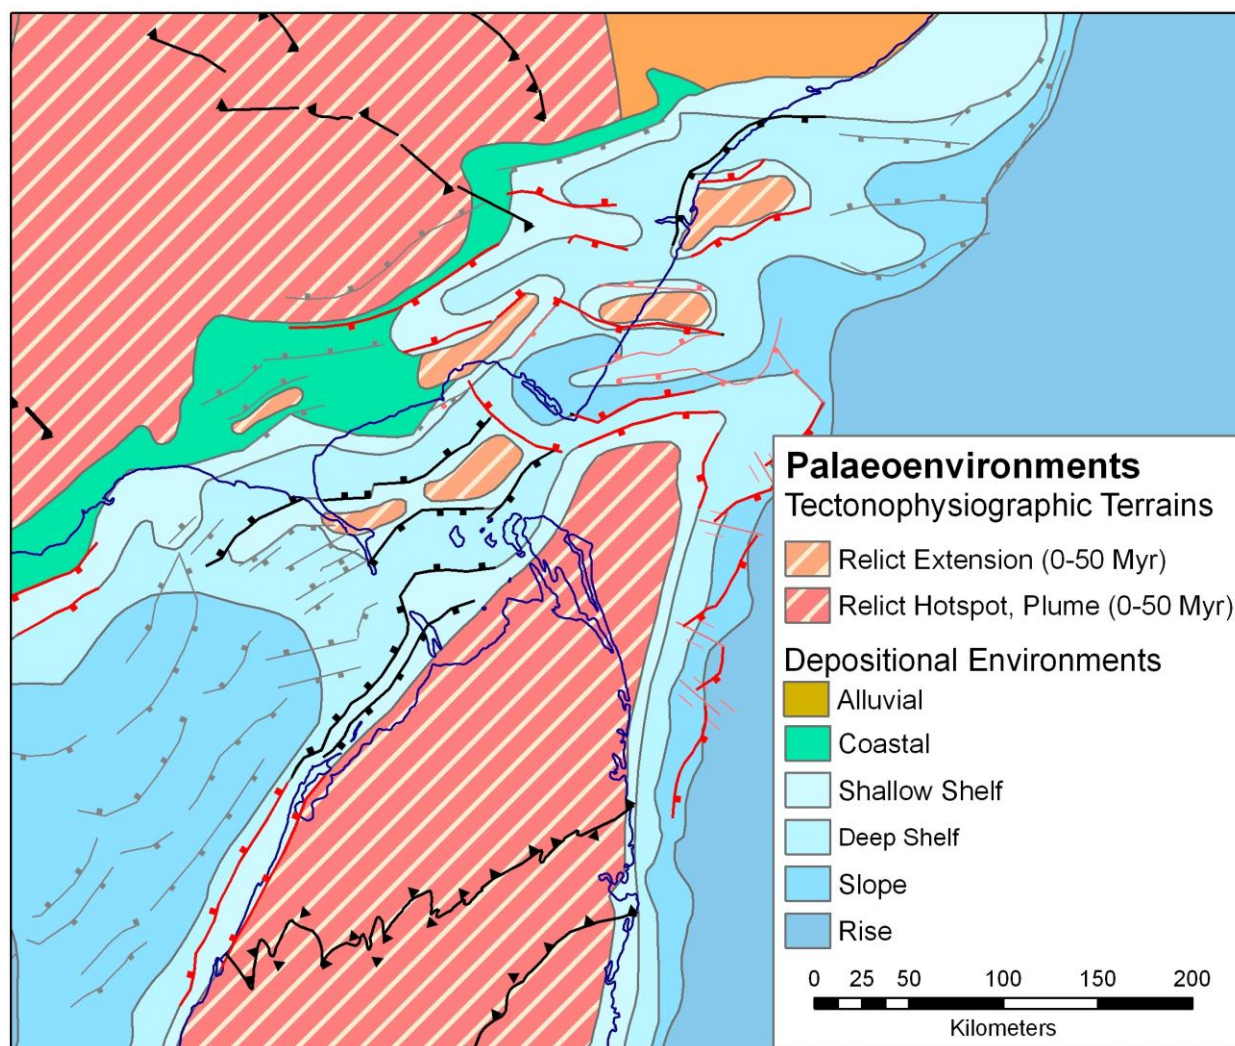 Palaeoenvironments
Tectonophysiographic Terrains
Relict Extension (0-50 Myr)
Relict Hotspot, Plume (0-50 Myr)
Depositional Environments
Alluvial
Coastal
Shallow Shelf
Deep Shelf
Slope
Rise
0 25 50 100 150 200
Kilometers